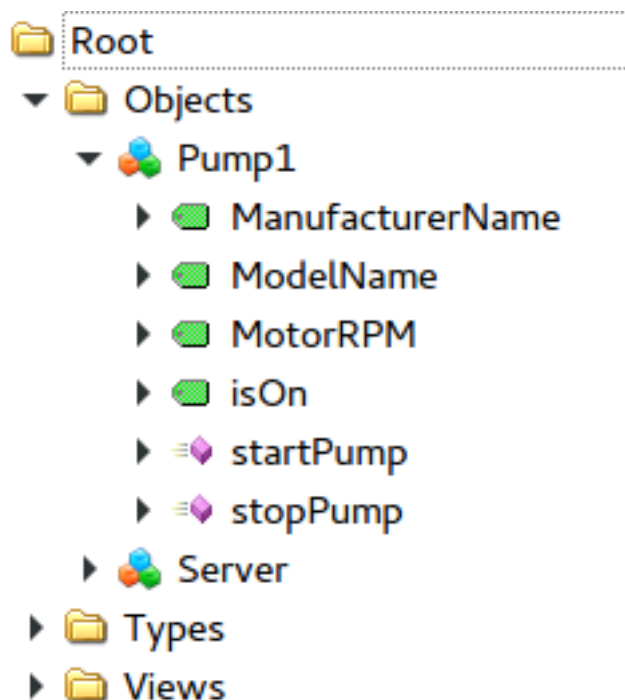 Root
Objects
Pump1
ManufacturerName
ModelName
MotorRPM
isOn
startPump
stopPump
Server
Types
Views